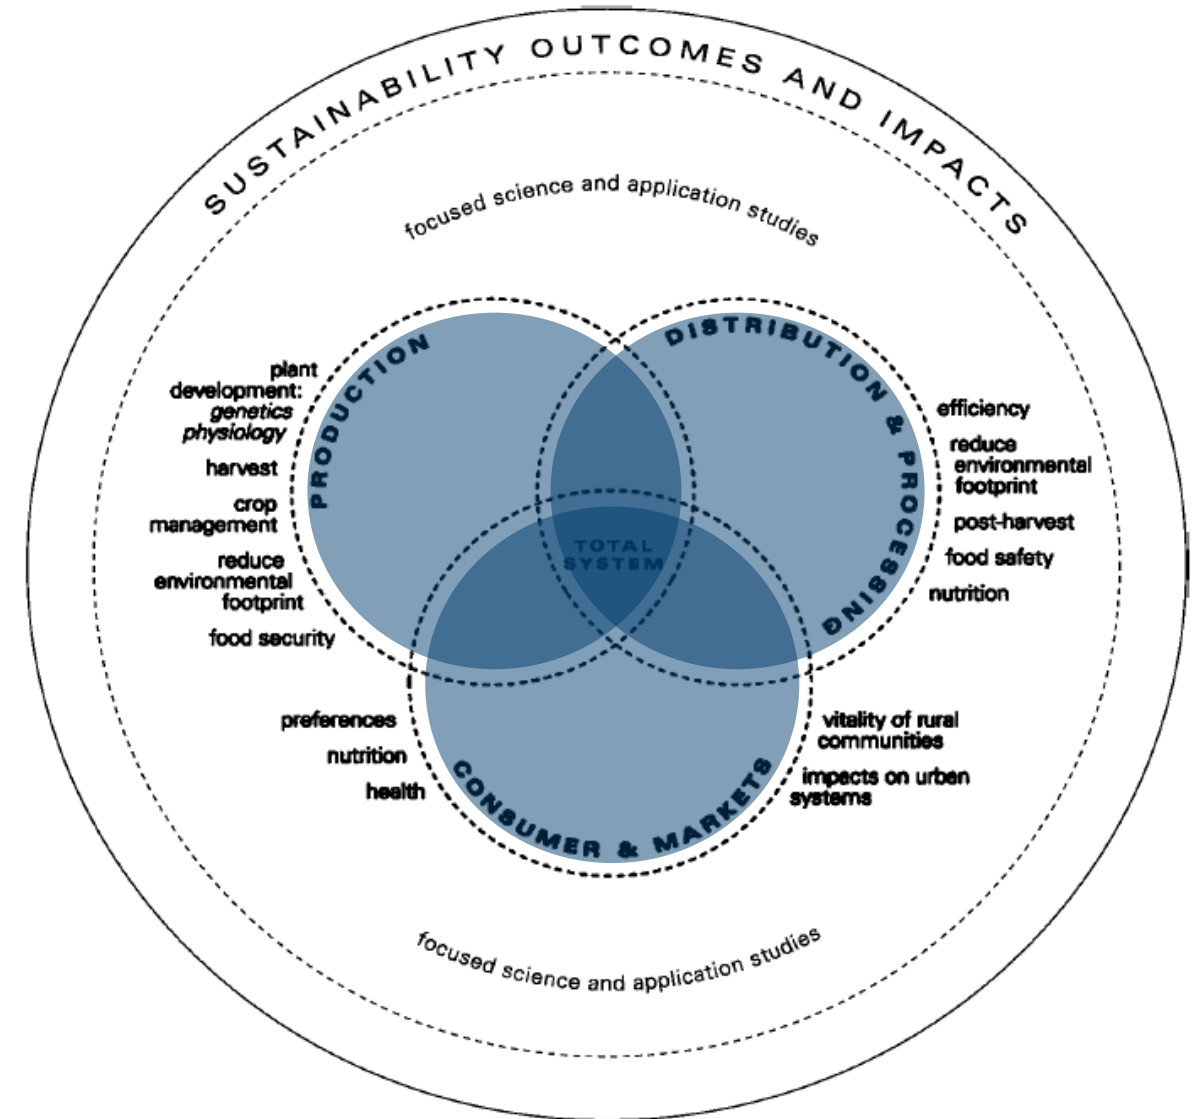 SUSTAINABILITY OUTCOMES AND IMPACTS
focused science and application studies
PRODUCTION
DISTRIBUTION & PROCESSING
plant
development:
genetics
physiology
harvest
crop
management
reduce
environmental
footprint
food security
efficiency
reduce
environmental
footprint
post-harvest
food safety
nutrition
TOTAL
SYSTEM
preferences
nutrition
health
vitality of rural
communities
impacts on urban
systems
CONSUMER & MARKETS
focused science and application studies